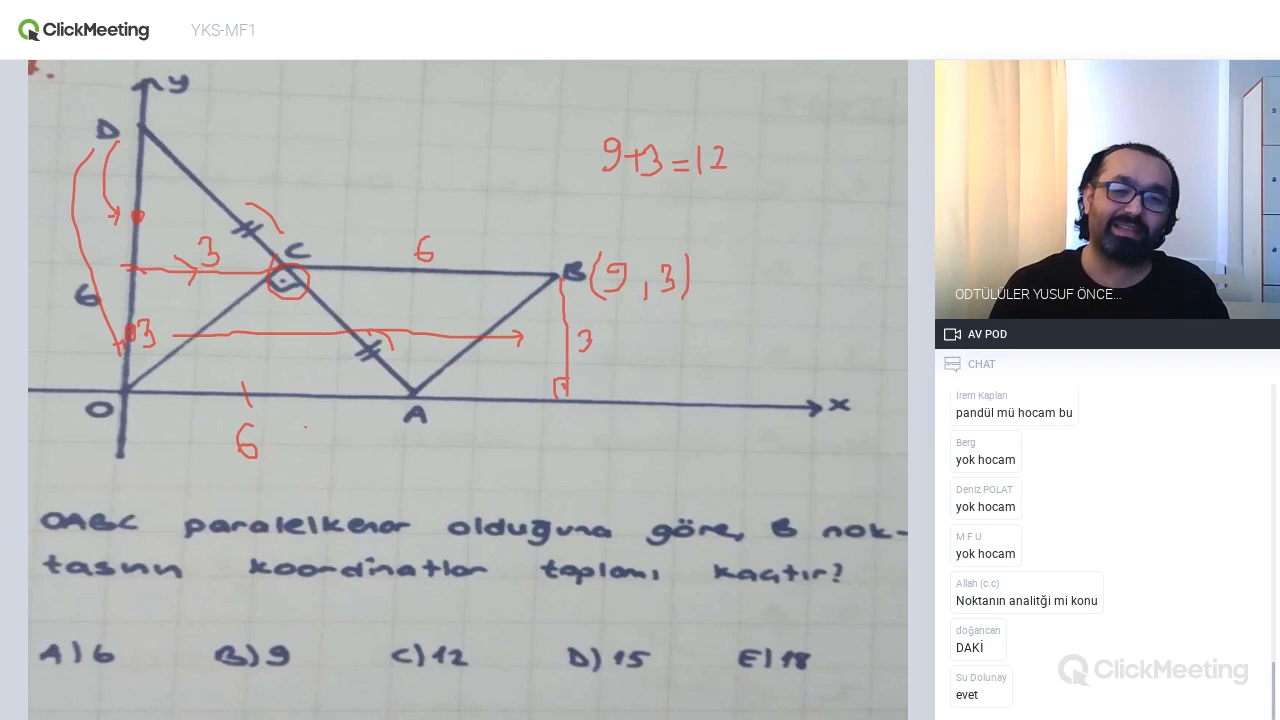 ClickMeeting
YKS-MF1
y
D
9+3=12
C
3
6
B (9, 3)
6
3
3
O
A
x
6
OABC paralelkenar olduğuna göre, B nok-
tasının koordinatlar toplamı kaçtır?
A) 6 B) 9 C) 12 D) 15 E) 18
ODTÜLÜLER YUSUF ÖNCE...
AV POD
CHAT
İrem Kaplan
pandül mü hocam bu
Berg
yok hocam
Deniz POLAT
yok hocam
M F U
yok hocam
Allah (c.c)
Noktanın analitği mi konu
doğancan
DAKİ
Su Dolunay
evet
ClickMeeting